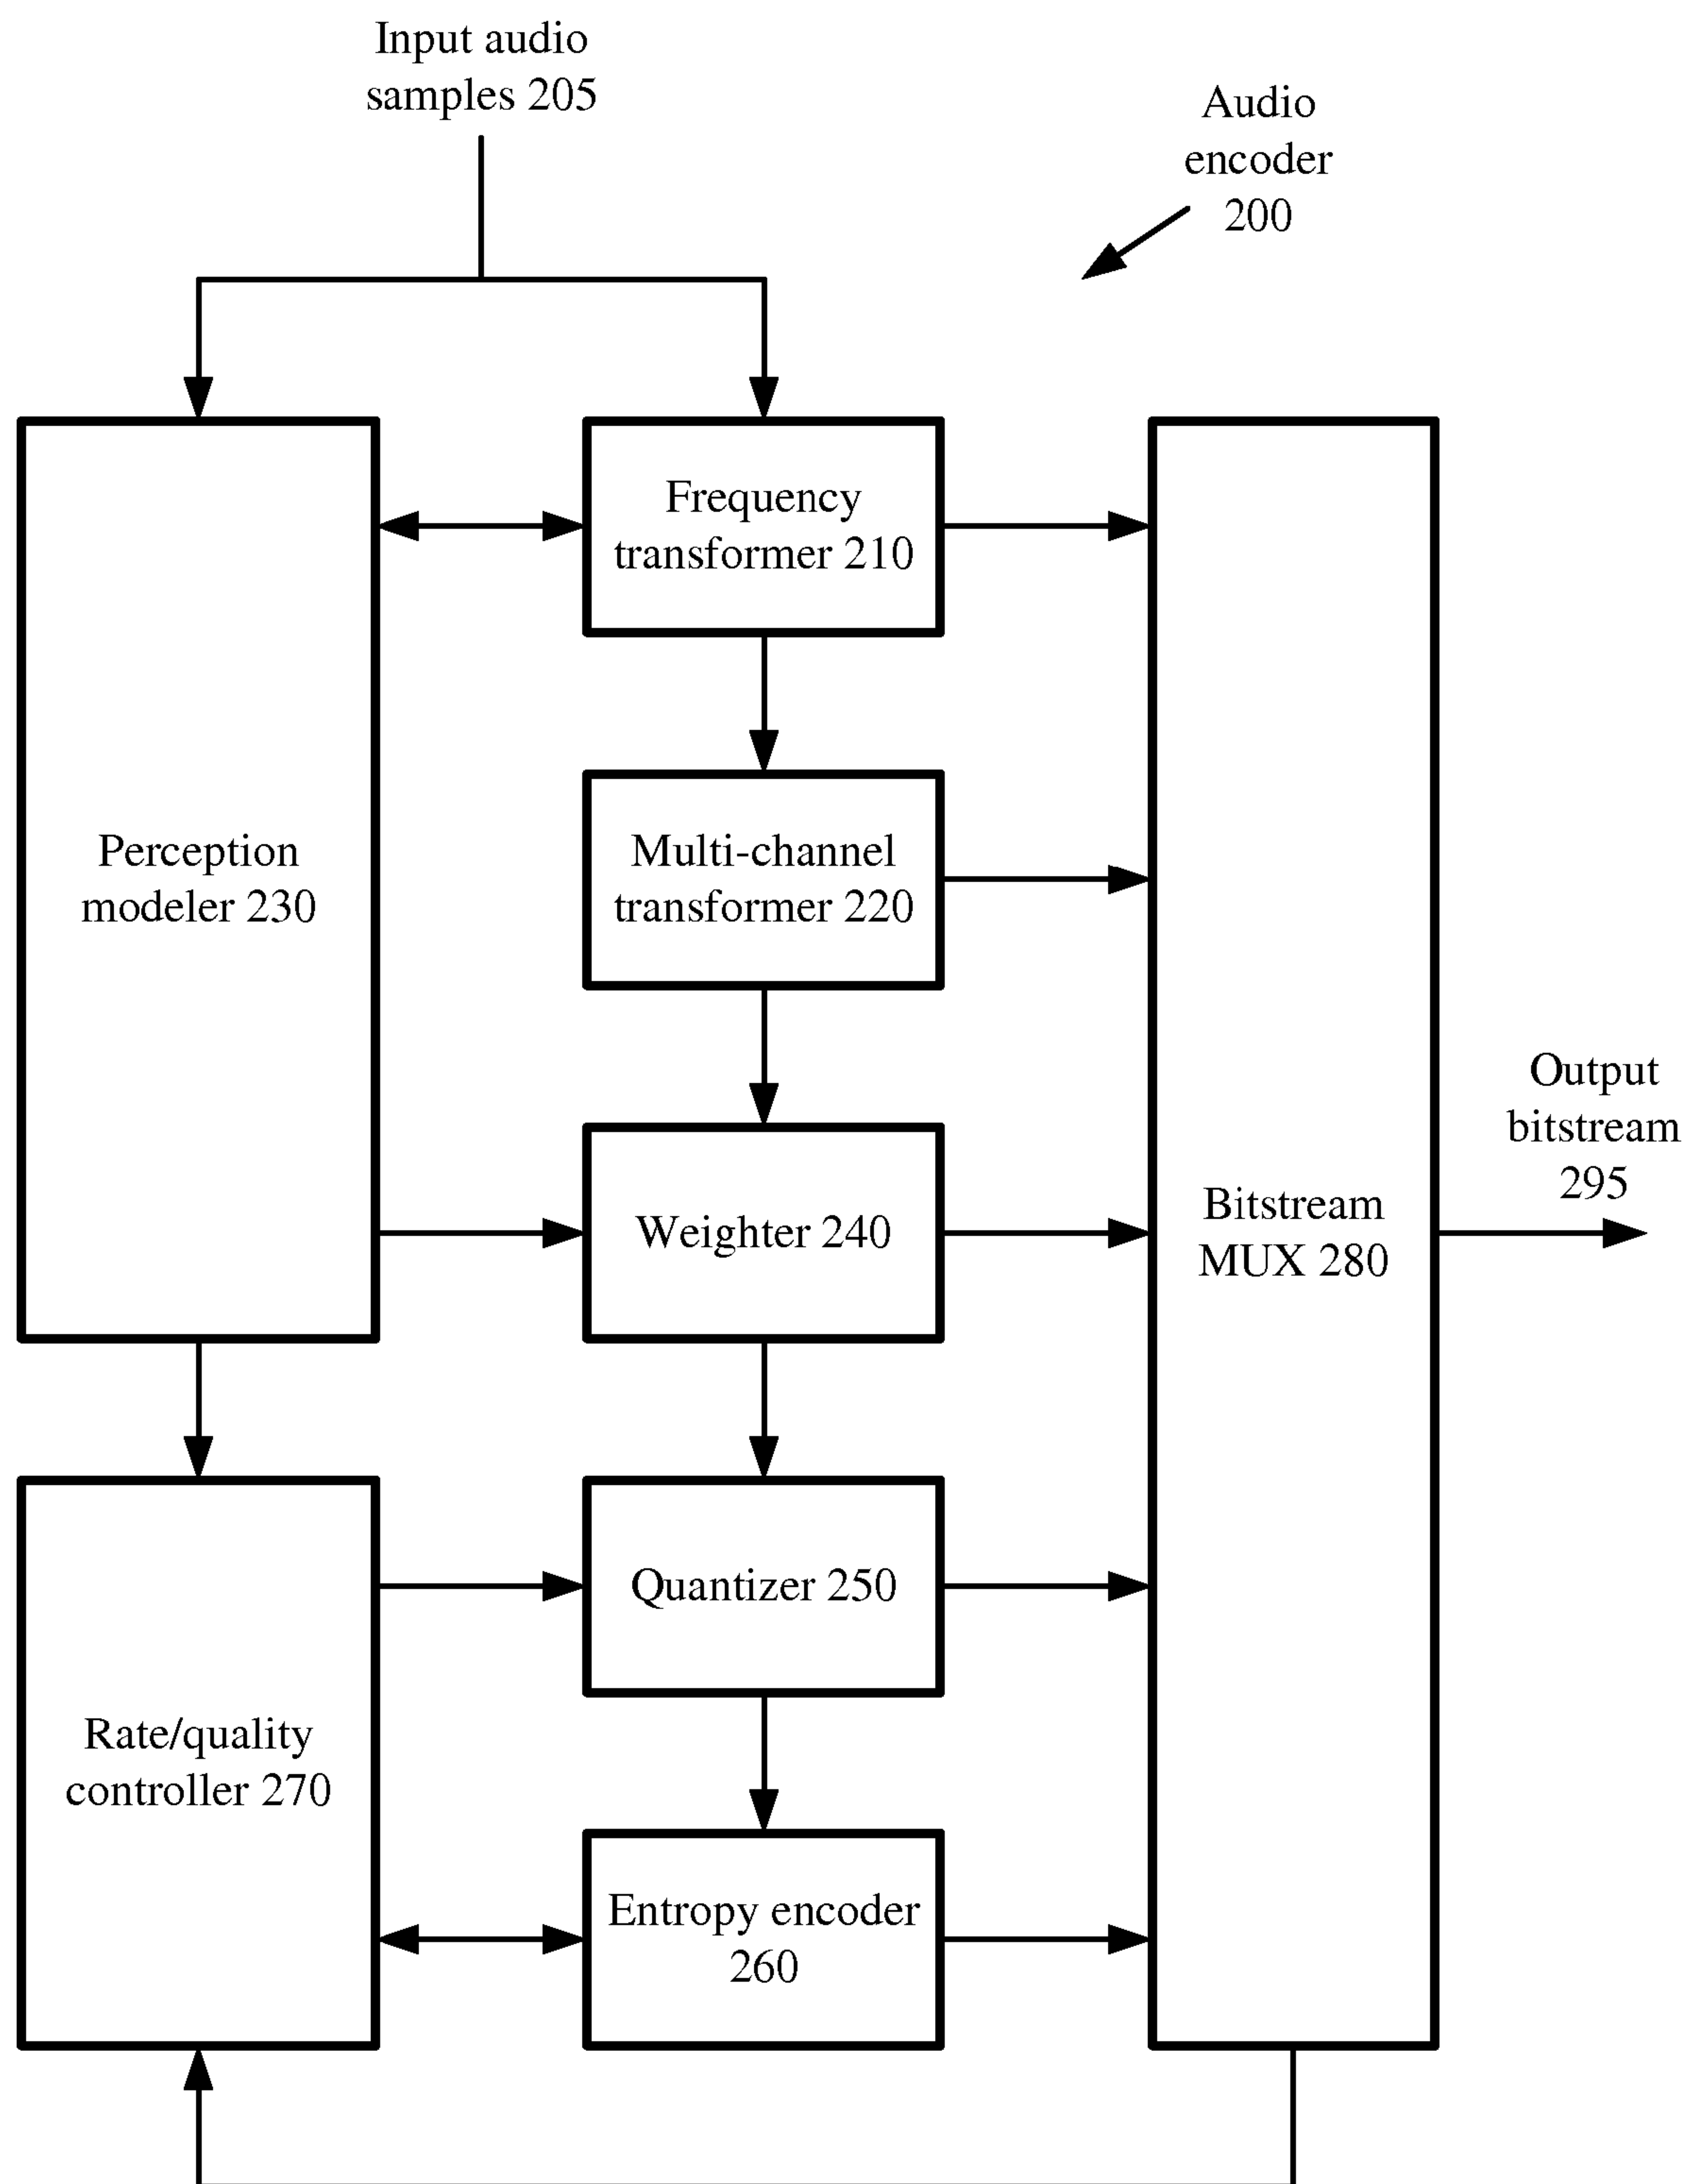 Input audio
samples 205
Audio
encoder
200
Frequency
transformer 210
Perception
modeler 230
Multi-channel
transformer 220
Output
bitstream
295
Weighter 240
Bitstream
MUX 280
Quantizer 250
Rate/quality
controller 270
Entropy encoder
260